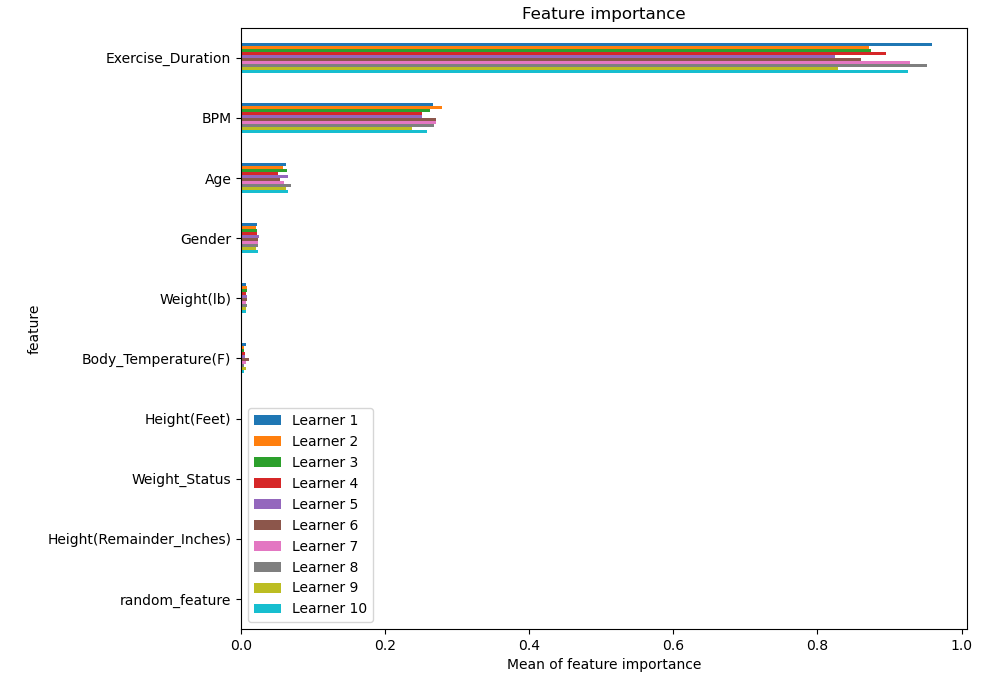 Feature importance
Exercise_Duration
BPM
Age
Gender
Weight(lb)
Body_Temperature(F)
Height(Feet)
Weight_Status
Height(Remainder_Inches)
random_feature
feature
Learner 1
Learner 2
Learner 3
Learner 4
Learner 5
Learner 6
Learner 7
Learner 8
Learner 9
Learner 10
0.0 0.2 0.4 0.6 0.8 1.0
Mean of feature importance